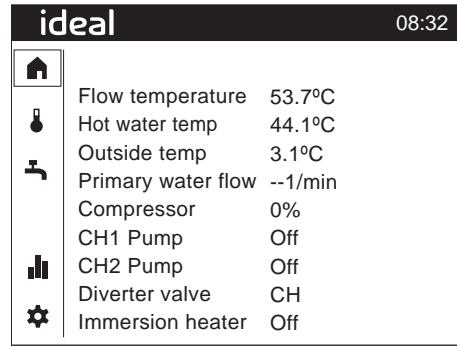 ideal 08:32
Flow temperature 53.7ºC
Hot water temp 44.1ºC
Outside temp 3.1ºC
Primary water flow --1/min
Compressor 0%
CH1 Pump Off
CH2 Pump Off
Diverter valve CH
Immersion heater Off